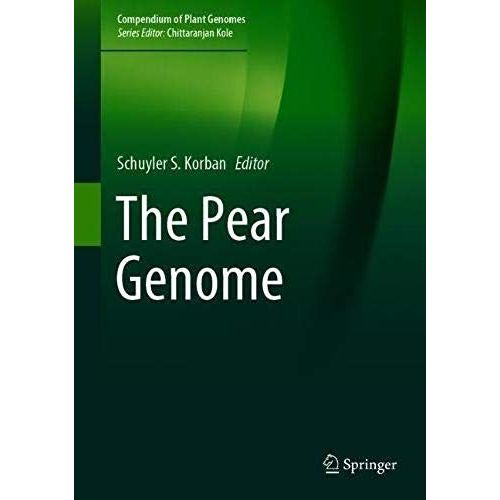 Compendium of Plant Genomes
Series Editor: Chittaranjan Kole
Schuyler S. Korban Editor
The Pear
Genome
Springer